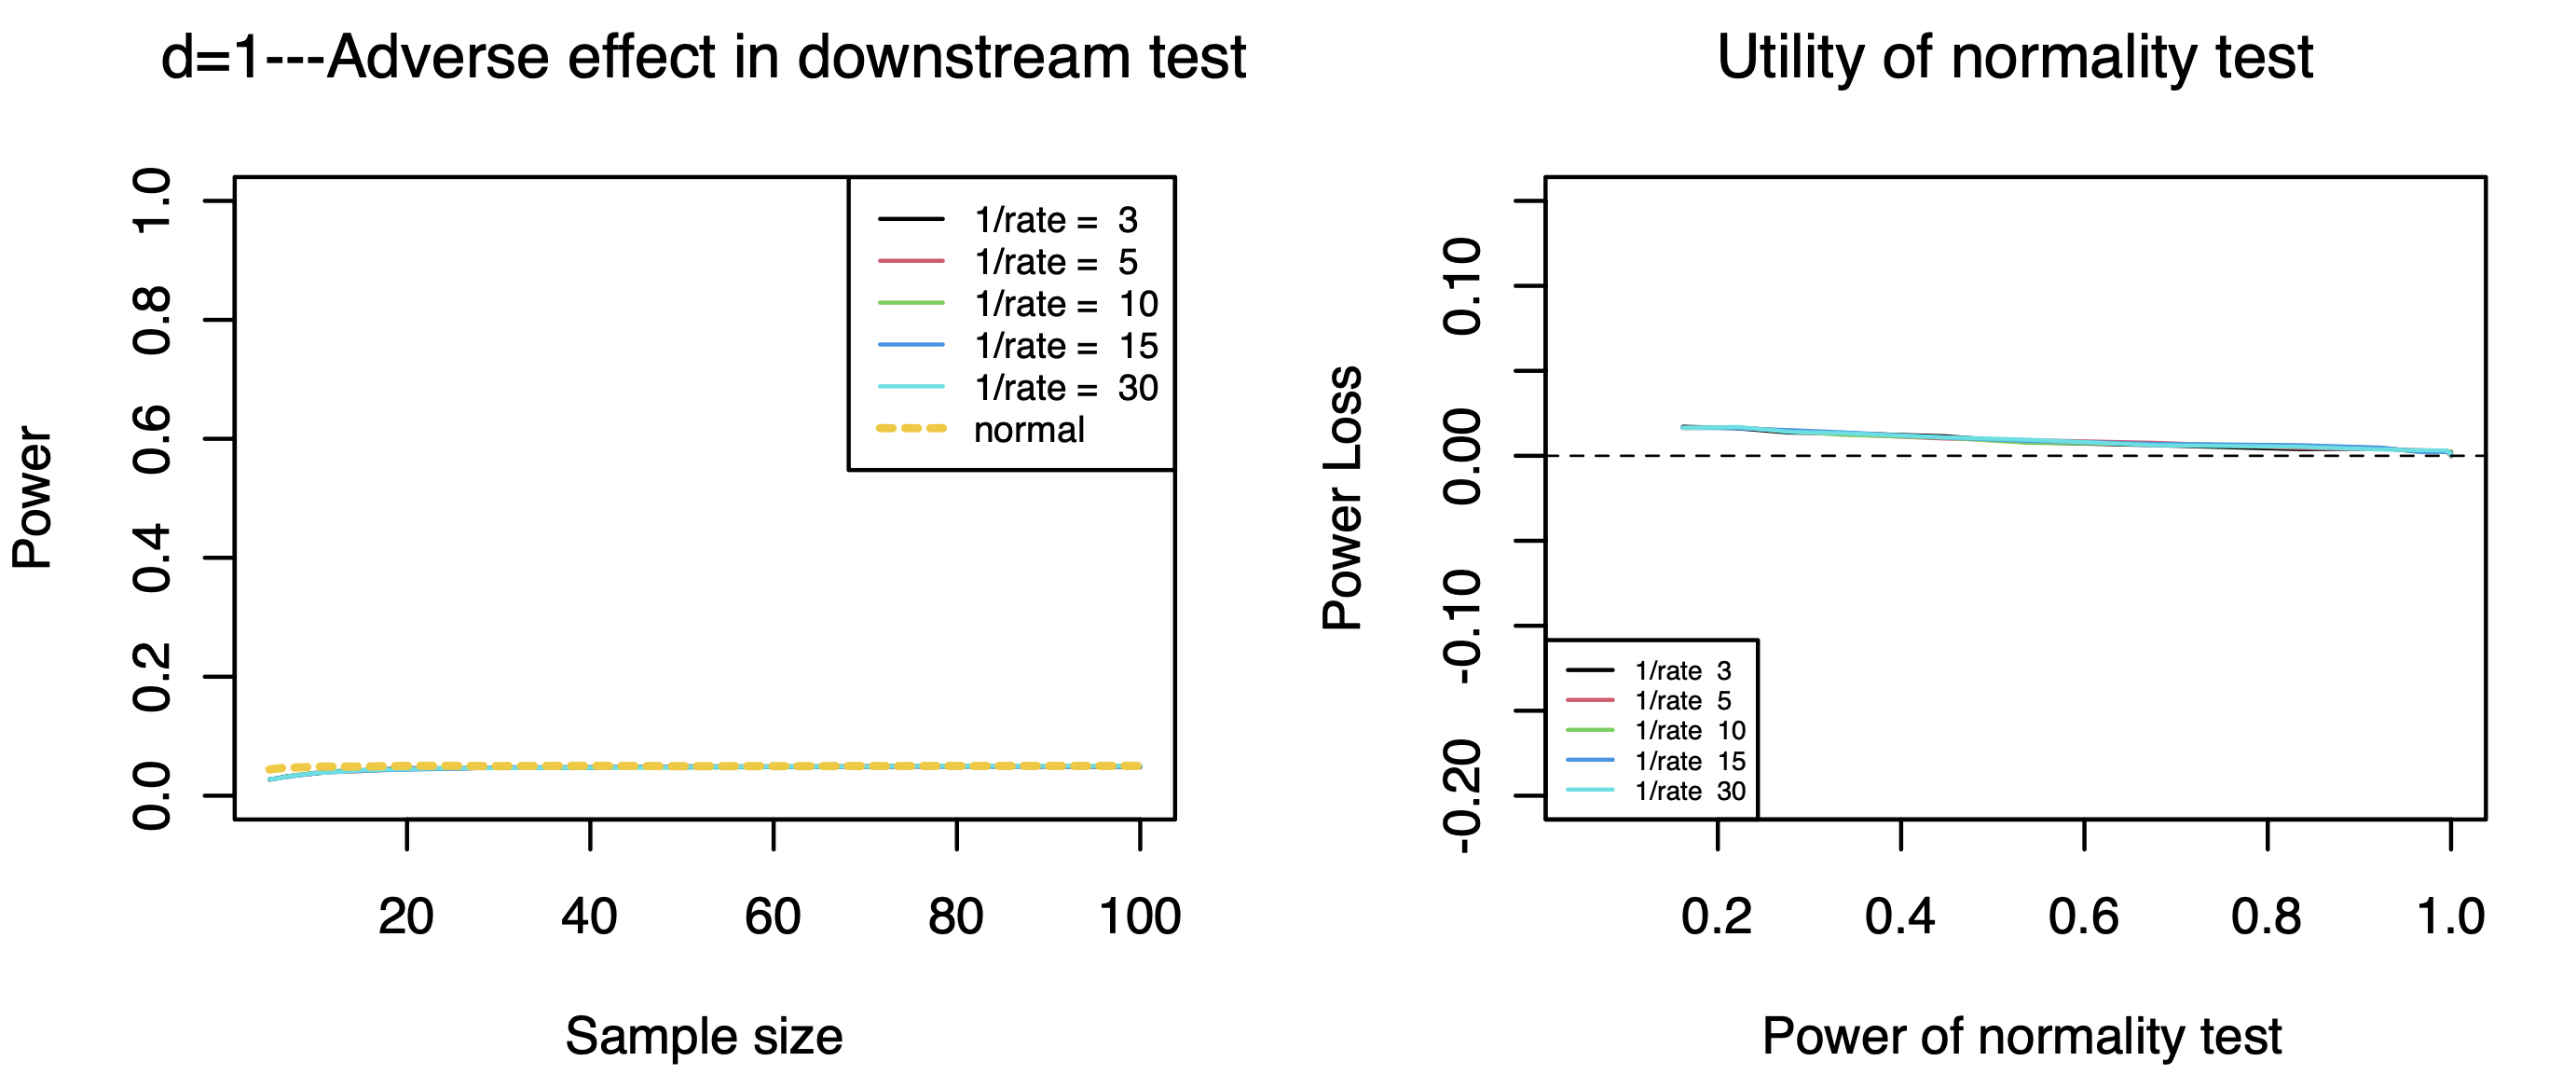 d=1---Adverse effect in downstream test
Power
1.0
0.8
0.6
0.4
0.2
0.0
1/rate = 3
1/rate = 5
1/rate = 10
1/rate = 15
1/rate = 30
normal
20 40 60 80 100
Sample size
Utility of normality test
Power Loss
0.10
0.00
-0.10
-0.20
1/rate 3
1/rate 5
1/rate 10
1/rate 15
1/rate 30
0.2 0.4 0.6 0.8 1.0
Power of normality test